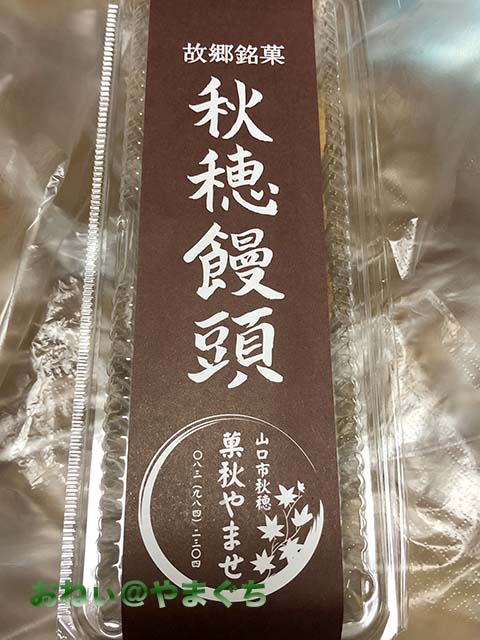 故郷銘菓
秋穂饅頭
山口市秋穂
菓秋やませ
〇八三(九八四)二三〇四
おわい@やまぐち